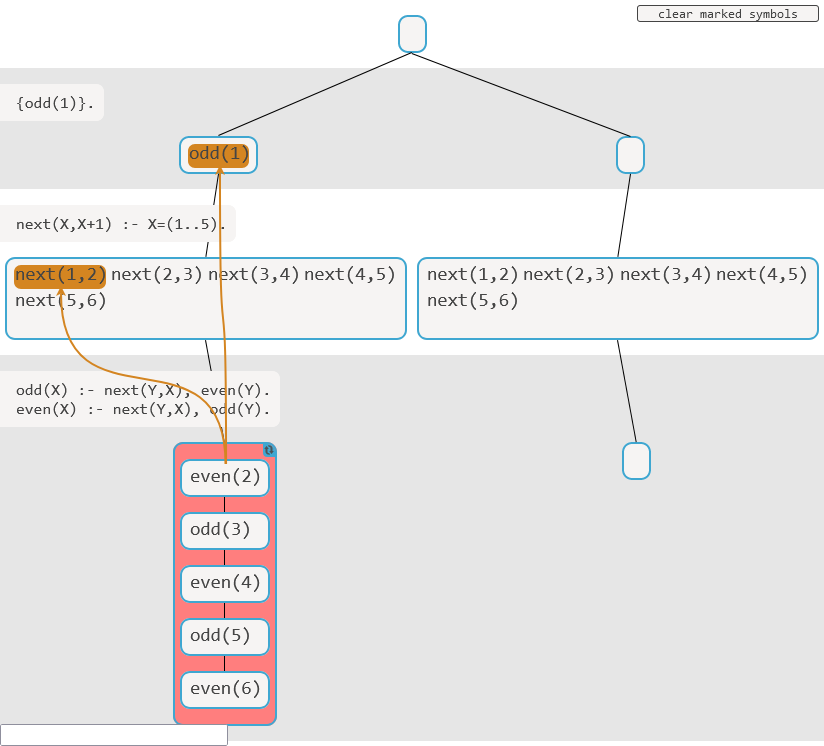 clear marked symbols
{odd(1)}.
odd(1)
next(X,X+1) :- X=(1..5).
next(1,2) next(2,3) next(3,4) next(4,5)
next(5,6)
next(1,2) next(2,3) next(3,4) next(4,5)
next(5,6)
odd(X) :- next(Y,X), even(Y).
even(X) :- next(Y,X), odd(Y).
even(2)
odd(3)
even(4)
odd(5)
even(6)